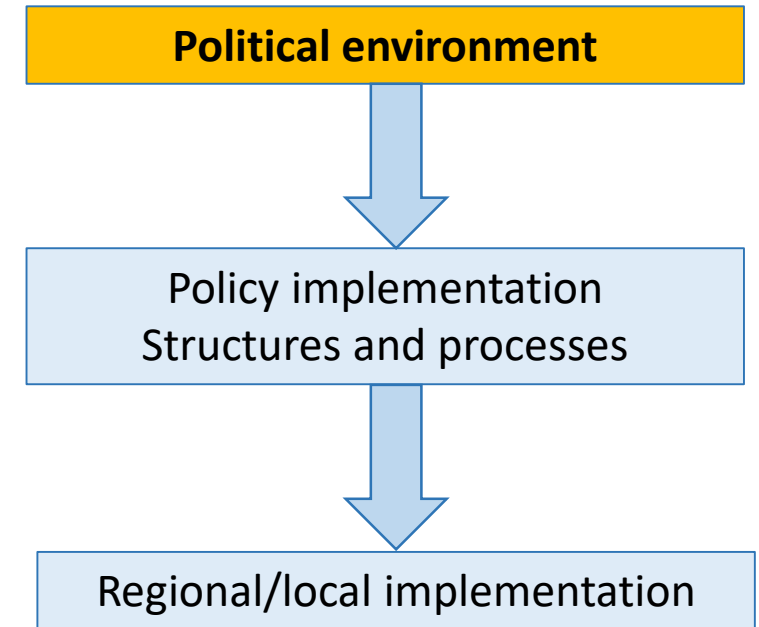 Political environment
Policy implementation
Structures and processes
Regional/local implementation